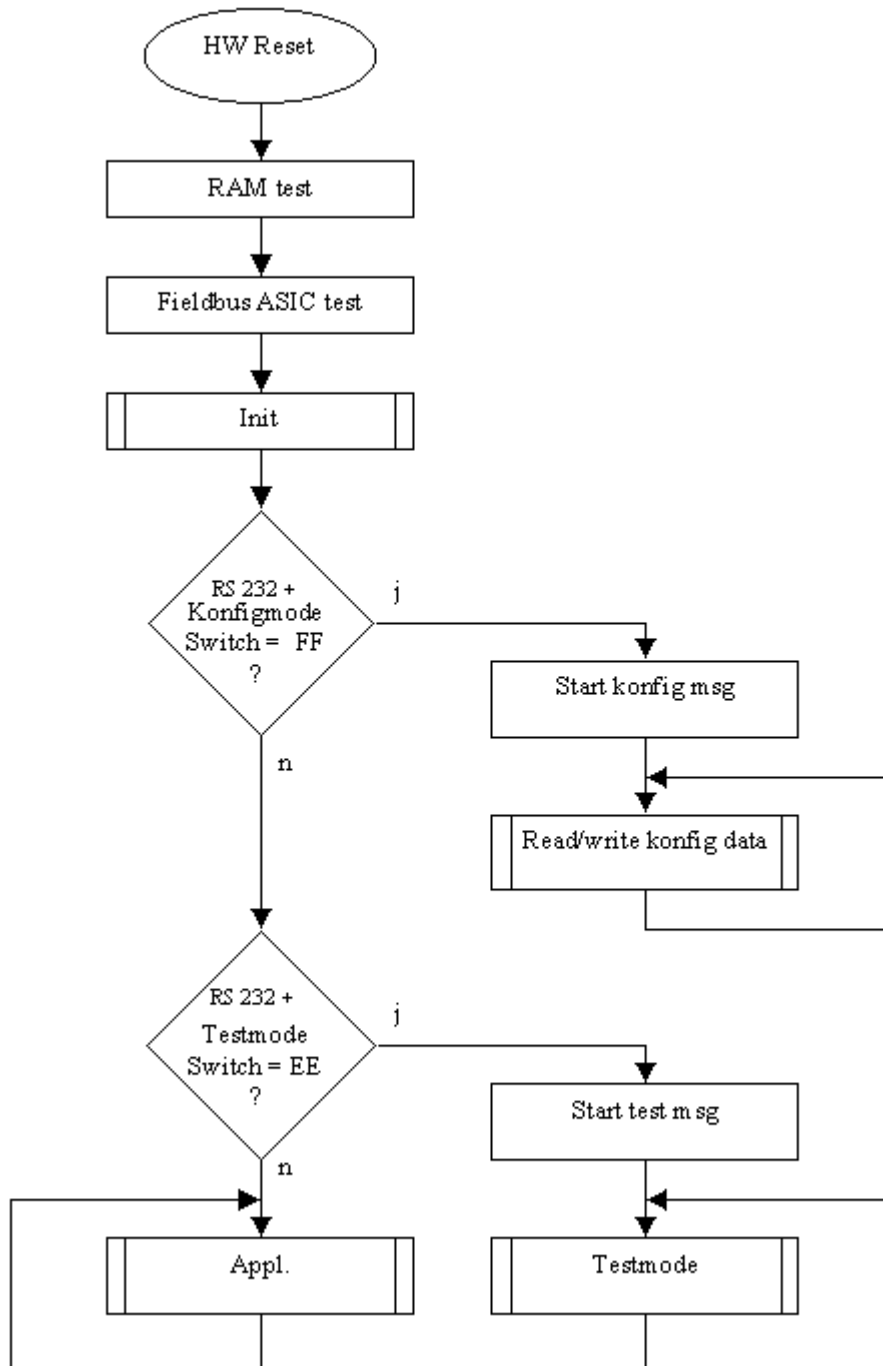 HW Reset
RAM test
Fieldbus ASIC test
Init
RS 232 +
Konfigmode
Switch = FF
?
j
Start konfig msg
n
Read/write konfig data
RS 232 +
Testmode
Switch = EE
?
j
Start test msg
n
Appl.
Testmode